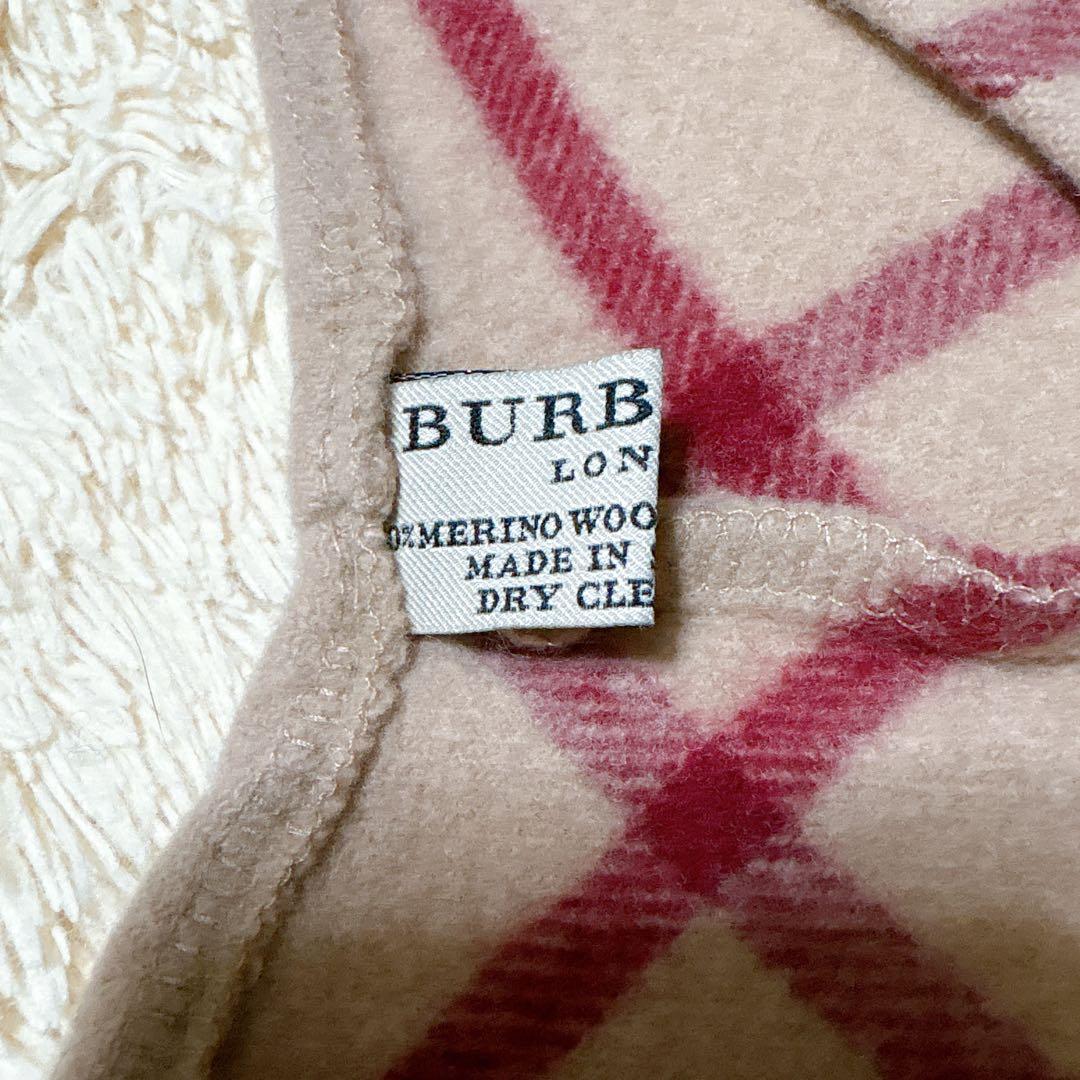 BURB
LON
0% MERINO WOO
MADE IN
DRY CLE